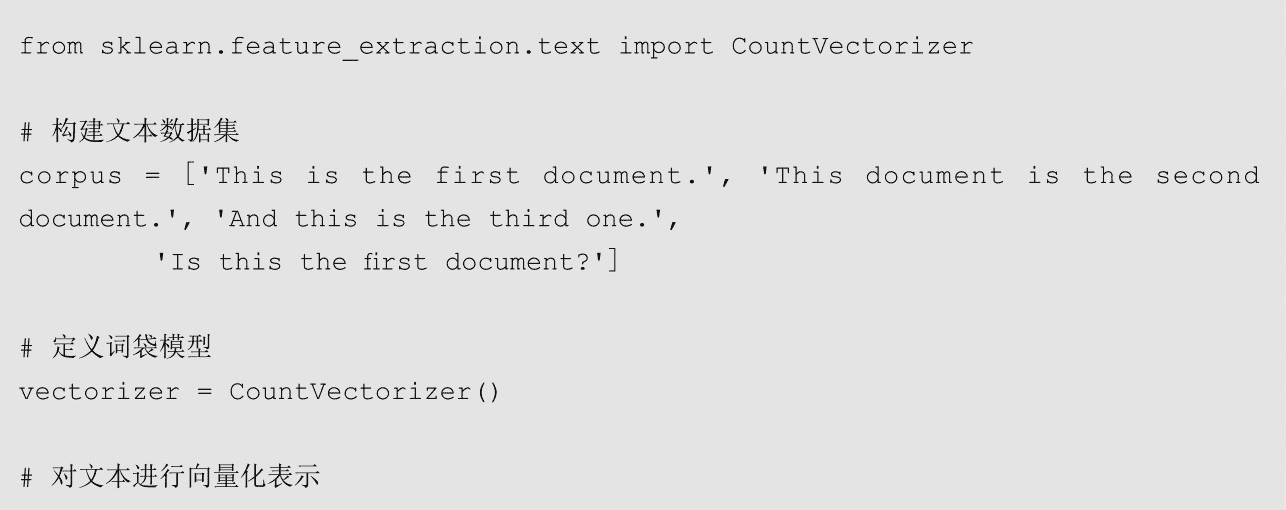 from sklearn.feature_extraction.text import CountVectorizer
# 构建文本数据集
corpus = ['This is the first document.', 'This document is the second
document.', 'And this is the third one.',
'Is this the first document?']
# 定义词袋模型
vectorizer = CountVectorizer()
# 对文本进行向量化表示